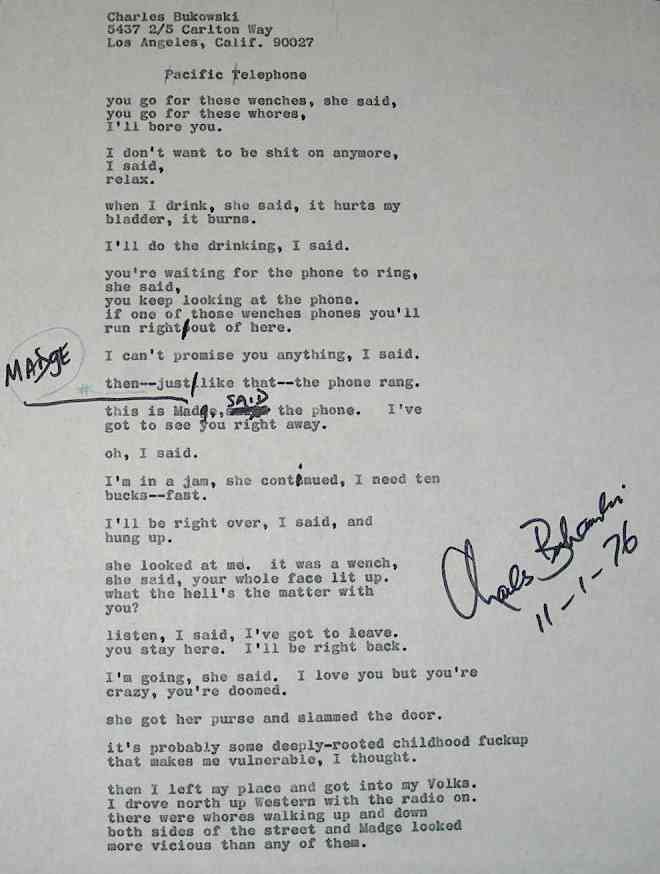 Charles Bukowski
5437 2/5 Carlton Way
Los Angeles, Calif. 90027
Pacific Telephone
you go for these wenches, she said,
you go for these whores,
I'll bore you.
I don't want to be shit on anymore,
I said,
relax.
when I drink, she said, it hurts my
bladder, it burns.
I'll do the drinking, I said.
you're waiting for the phone to ring,
she said,
you keep looking at the phone.
if one of those wenches phones you'll
run right/out of here.
I can't promise you anything, I said.
MADGE
# then--just/like that--the phone rang.
this is Madge, SAID the phone. I've
got to see you right away.
oh, I said.
I'm in a jam, she continued, I need ten
bucks--fast.
I'll be right over, I said, and
hung up.
she looked at me. it was a wench,
she said, your whole face lit up.
what the hell's the matter with
you?
Charles Bukowski
11-1-76
listen, I said, I've got to leave.
you stay here. I'll be right back.
I'm going, she said. I love you but you're
crazy, you're doomed.
she got her purse and slammed the door.
it's probably some deeply-rooted childhood fuckup
that makes me vulnerable, I thought.
then I left my place and got into my Volks.
I drove north up Western with the radio on.
there were whores walking up and down
both sides of the street and Madge looked
more vicious than any of them.